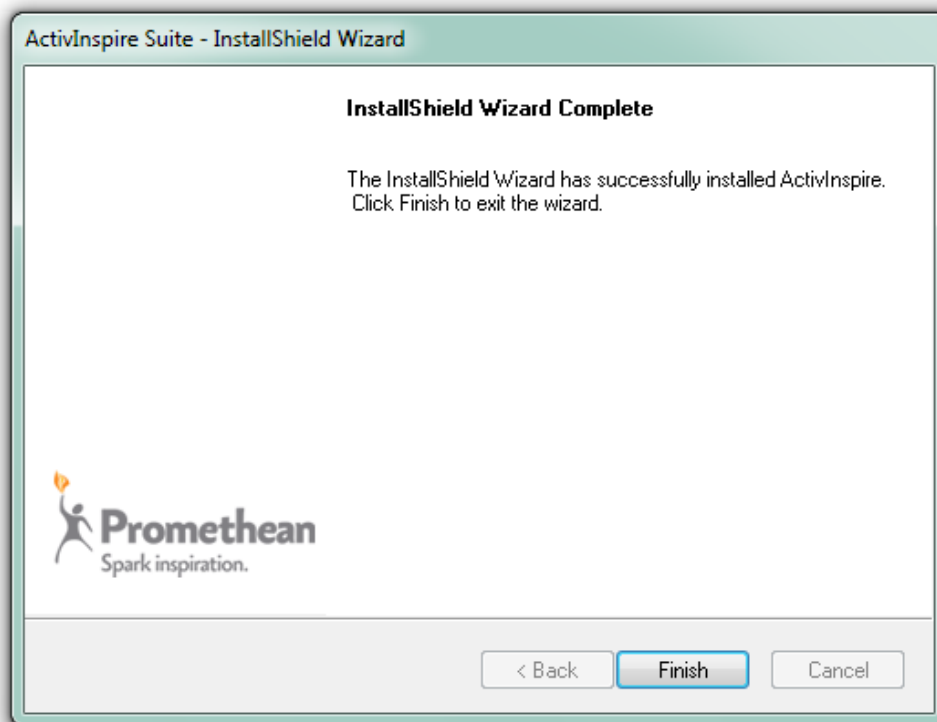 ActivInspire Suite - InstallShield Wizard
InstallShield Wizard Complete
The InstallShield Wizard has successfully installed ActivInspire.
Click Finish to exit the wizard.
Promethean
Spark inspiration.
< Back Finish Cancel